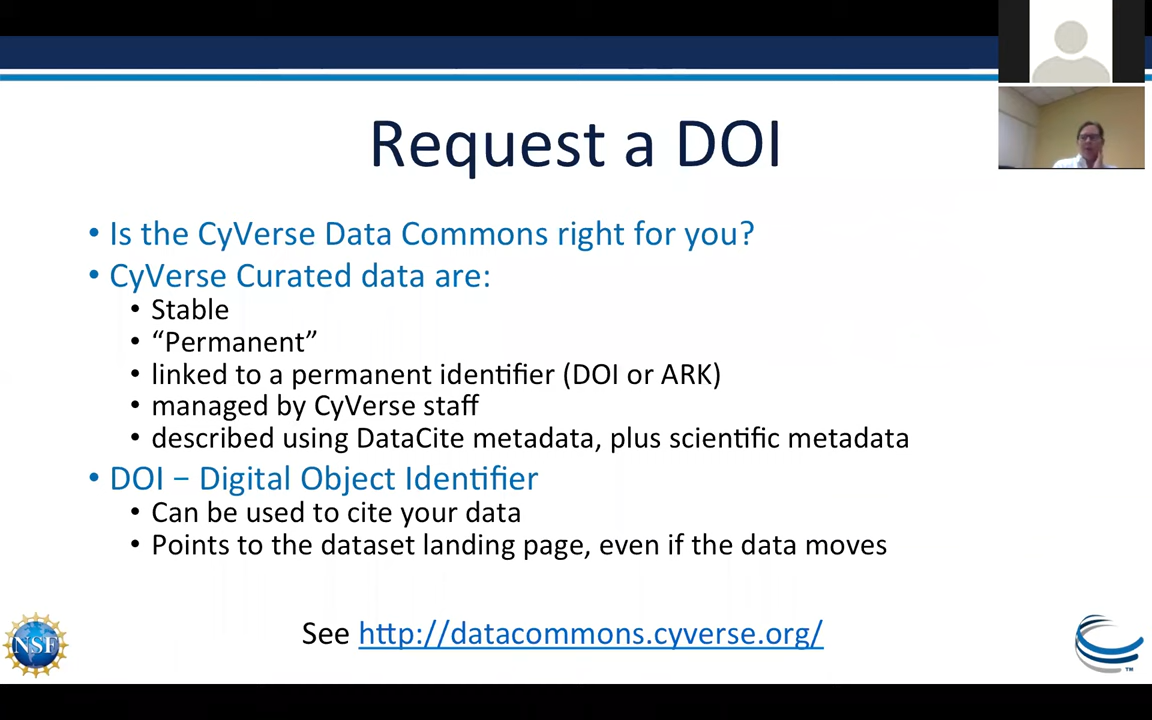 Request a DOI
• Is the CyVerse Data Commons right for you?
• CyVerse Curated data are:
• Stable
• “Permanent”
• linked to a permanent identifier (DOI or ARK)
• managed by CyVerse staff
• described using DataCite metadata, plus scientific metadata
• DOI – Digital Object Identifier
• Can be used to cite your data
• Points to the dataset landing page, even if the data moves
See http://datacommons.cyverse.org/
NSF
TM